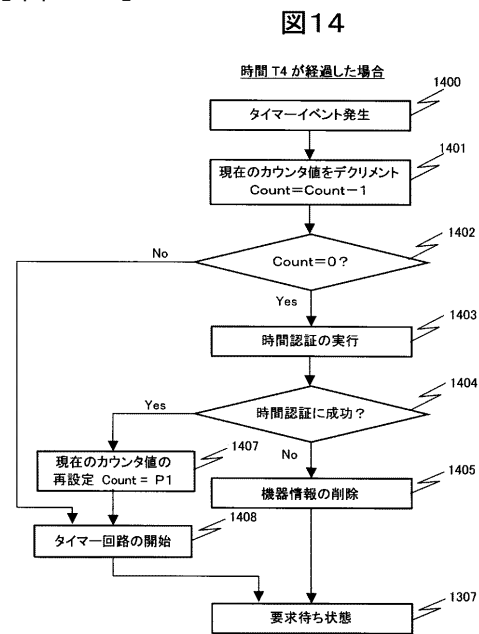 図14
時間 T4 が経過した場合
1400
タイマーイベント発生
1401
現在のカウンタ値をデクリメント
Count=Count－1
1402
No
Count=0？
Yes
1403
時間認証の実行
1404
Yes
時間認証に成功？
1407
No
現在のカウンタ値の
再設定 Count = P1
1405
機器情報の削除
1408
タイマー回路の開始
1307
要求待ち状態